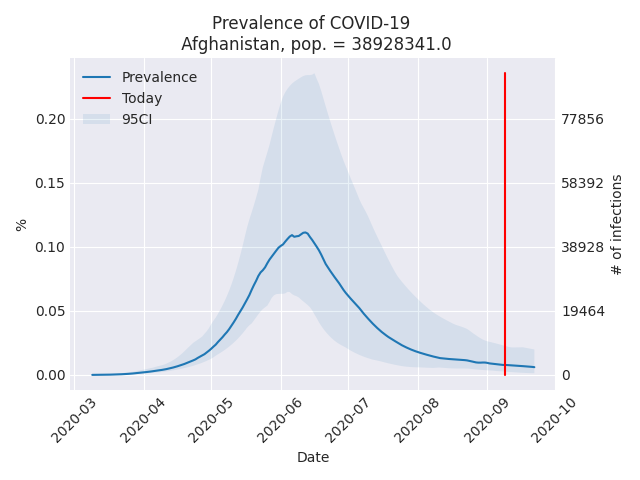 Prevalence of COVID-19
Afghanistan, pop. = 38928341.0
Prevalence
Today
95CI
%
0.20
0.15
0.10
0.05
0.00
77856
58392
38928
19464
0
# of infections
2020-03
2020-04
2020-05
2020-06
2020-07
2020-08
2020-09
2020-10
Date